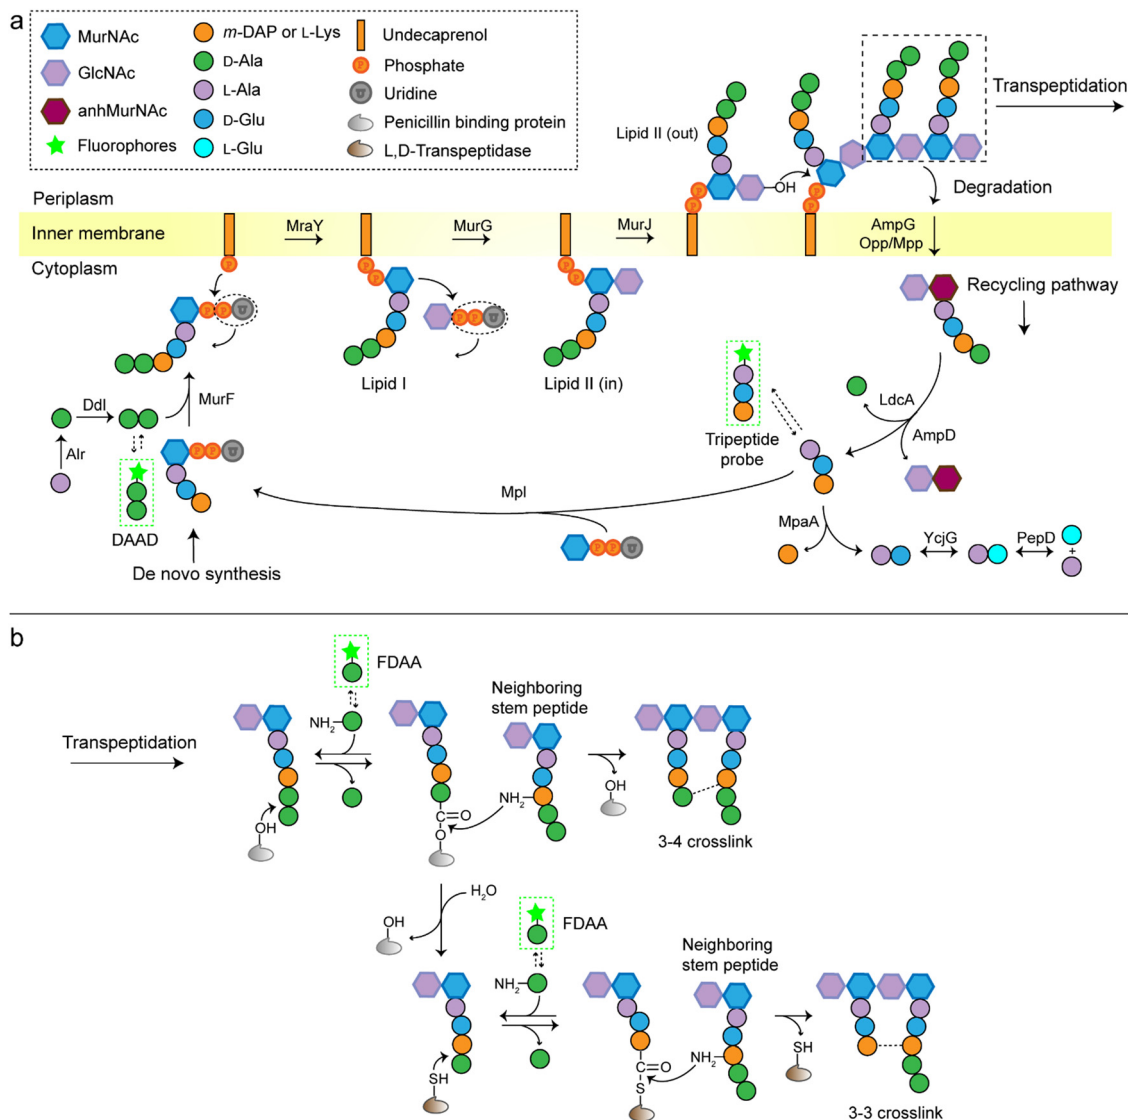 a
MurNAc
GlcNAc
anhMurNAc
Fluorophores
m-DAP or L-Lys
D-Ala
L-Ala
D-Glu
L-Glu
Undecaprenol
P Phosphate
U Uridine
Penicillin binding protein
L,D-Transpeptidase
Lipid II (out)
OH
P
P
P
P
Transpeptidation
Degradation
Periplasm
Inner membrane
Cytoplasm
MraY
MurG
MurJ
AmpG
Opp/Mpp
P
P
P
P
P
P P U
P P U
Recycling pathway
Lipid I
Lipid II (in)
Ddl
MurF
Alr
P P U
DAAD
De novo synthesis
Tripeptide
probe
LdcA
AmpD
Mpl
P P U
MpaA
YcjG
PepD
+
b
Transpeptidation
FDAA
NH2
OH
C=O
O
Neighboring
stem peptide
NH2
OH
3-4 crosslink
H2O
OH
FDAA
NH2
SH
C=O
S
Neighboring
stem peptide
NH2
SH
3-3 crosslink